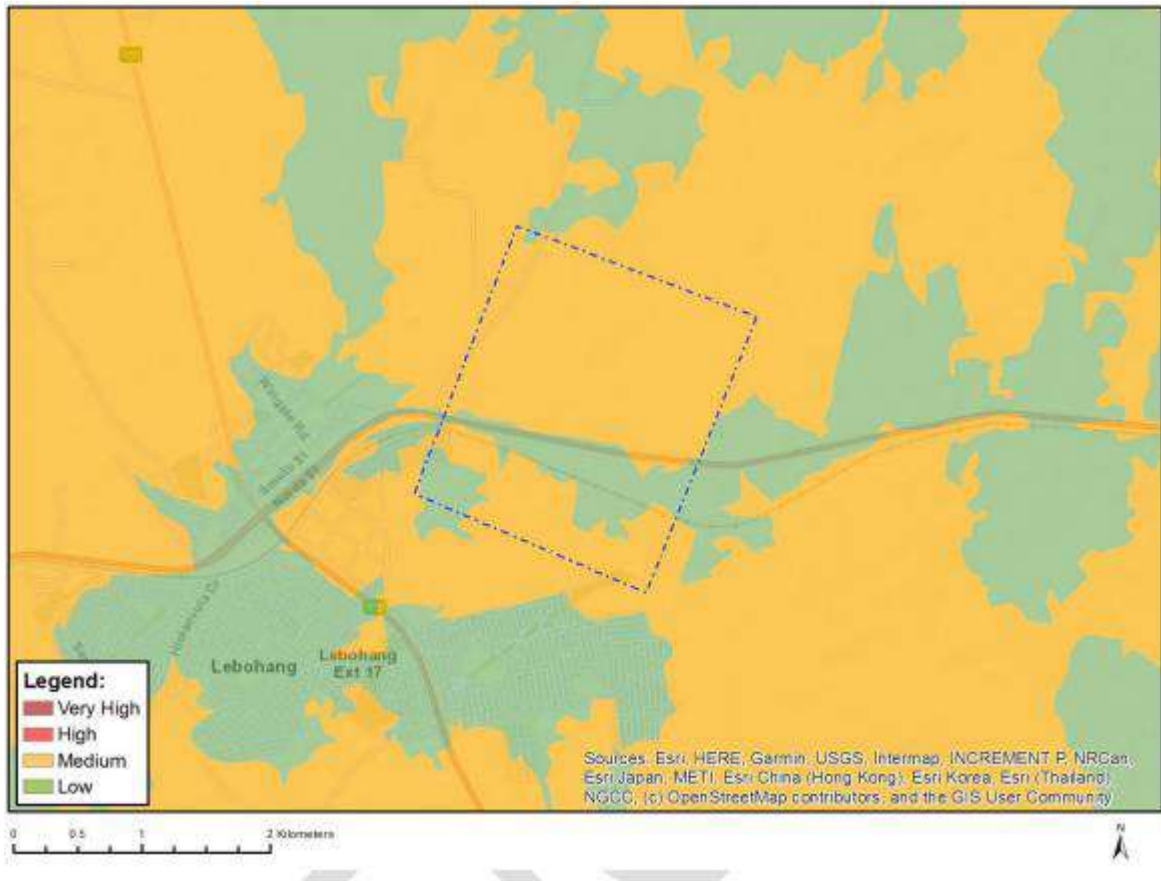 Lebohang
Lebohang
Ext 17
Legend:
Very High
High
Medium
Low
Sources: Esri, HERE, Garmin, USGS, Intermap, INCREMENT P, NRCan,
Esri Japan, METI, Esri China (Hong Kong), Esri Korea, Esri (Thailand),
NGCC, (c) OpenStreetMap contributors, and the GIS User Community
0 0.5 1 2 Kilometers
N